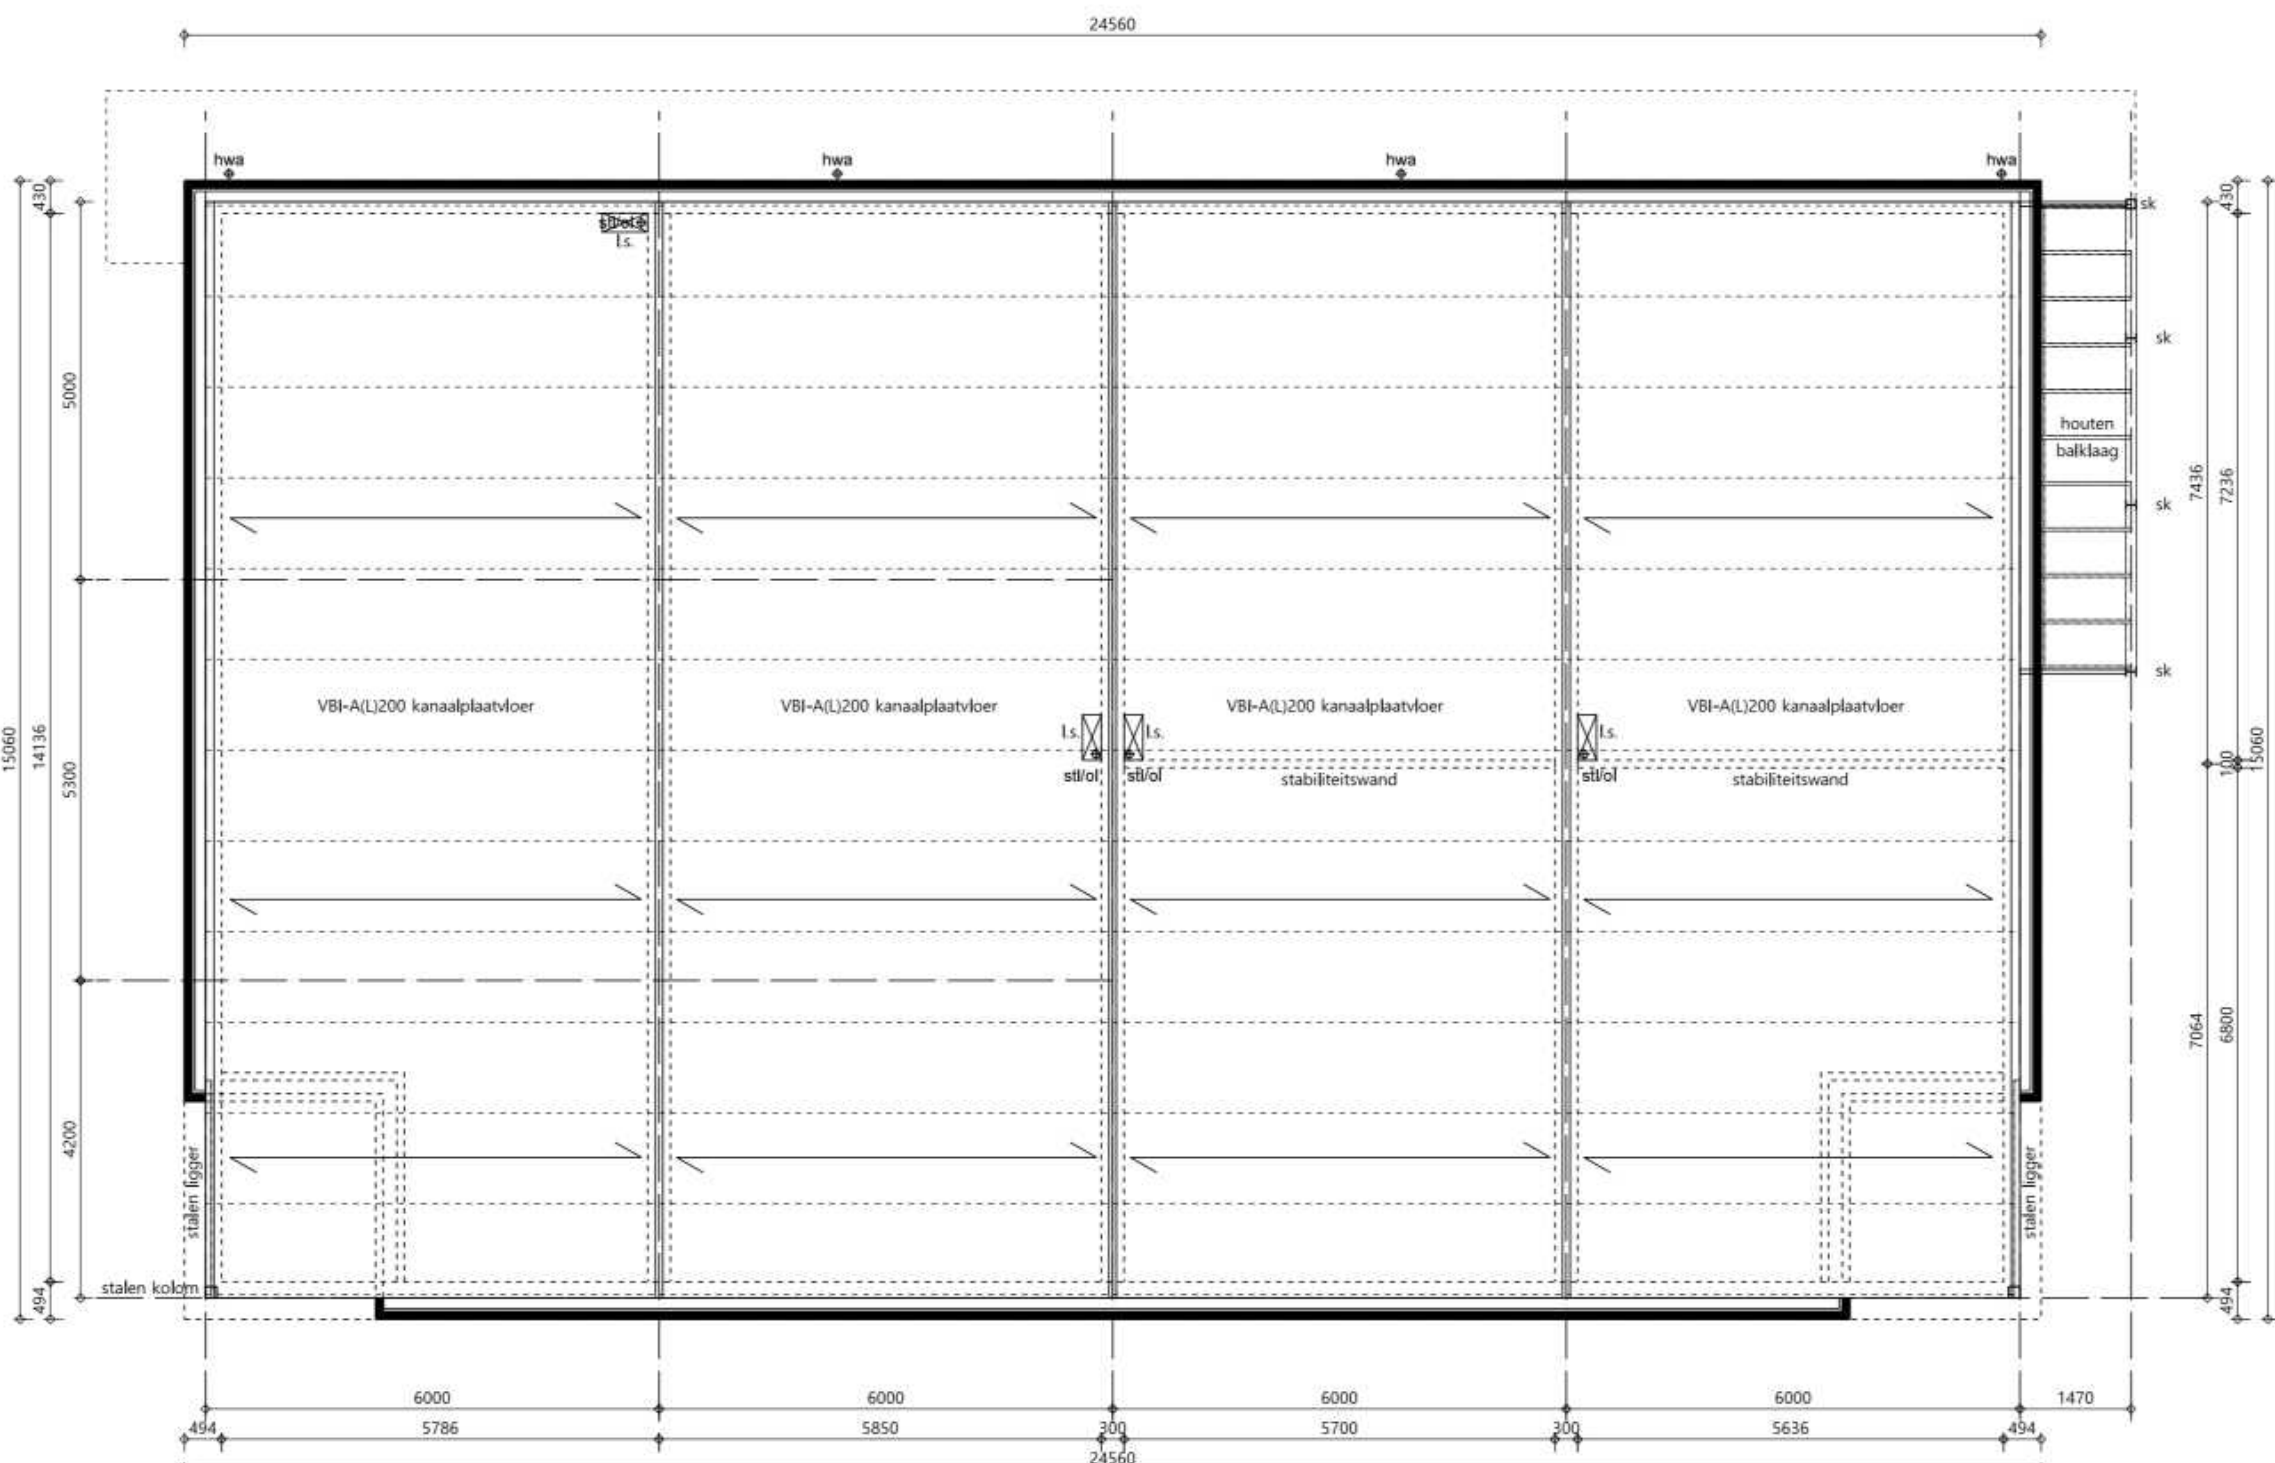 24560
hwa
hwa
hwa
hwa
430
430
sk
l.s.
sk
5000
houten
balklaag
7436
7236
sk
sk
VBI-A(L)200 kanaalplaatvloer
VBI-A(L)200 kanaalplaatvloer
VBI-A(L)200 kanaalplaatvloer
VBI-A(L)200 kanaalplaatvloer
15060
14136
5300
l.s.
l.s.
l.s.
stl/ol
stl/ol
stabiliteitswand
stl/ol
stabiliteitswand
100
15060
7064
6800
4200
stalen ligger
stalen ligger
stalen kolom
494
494
6000
6000
6000
6000
1470
494
5786
5850
300
5700
300
5636
494
24560